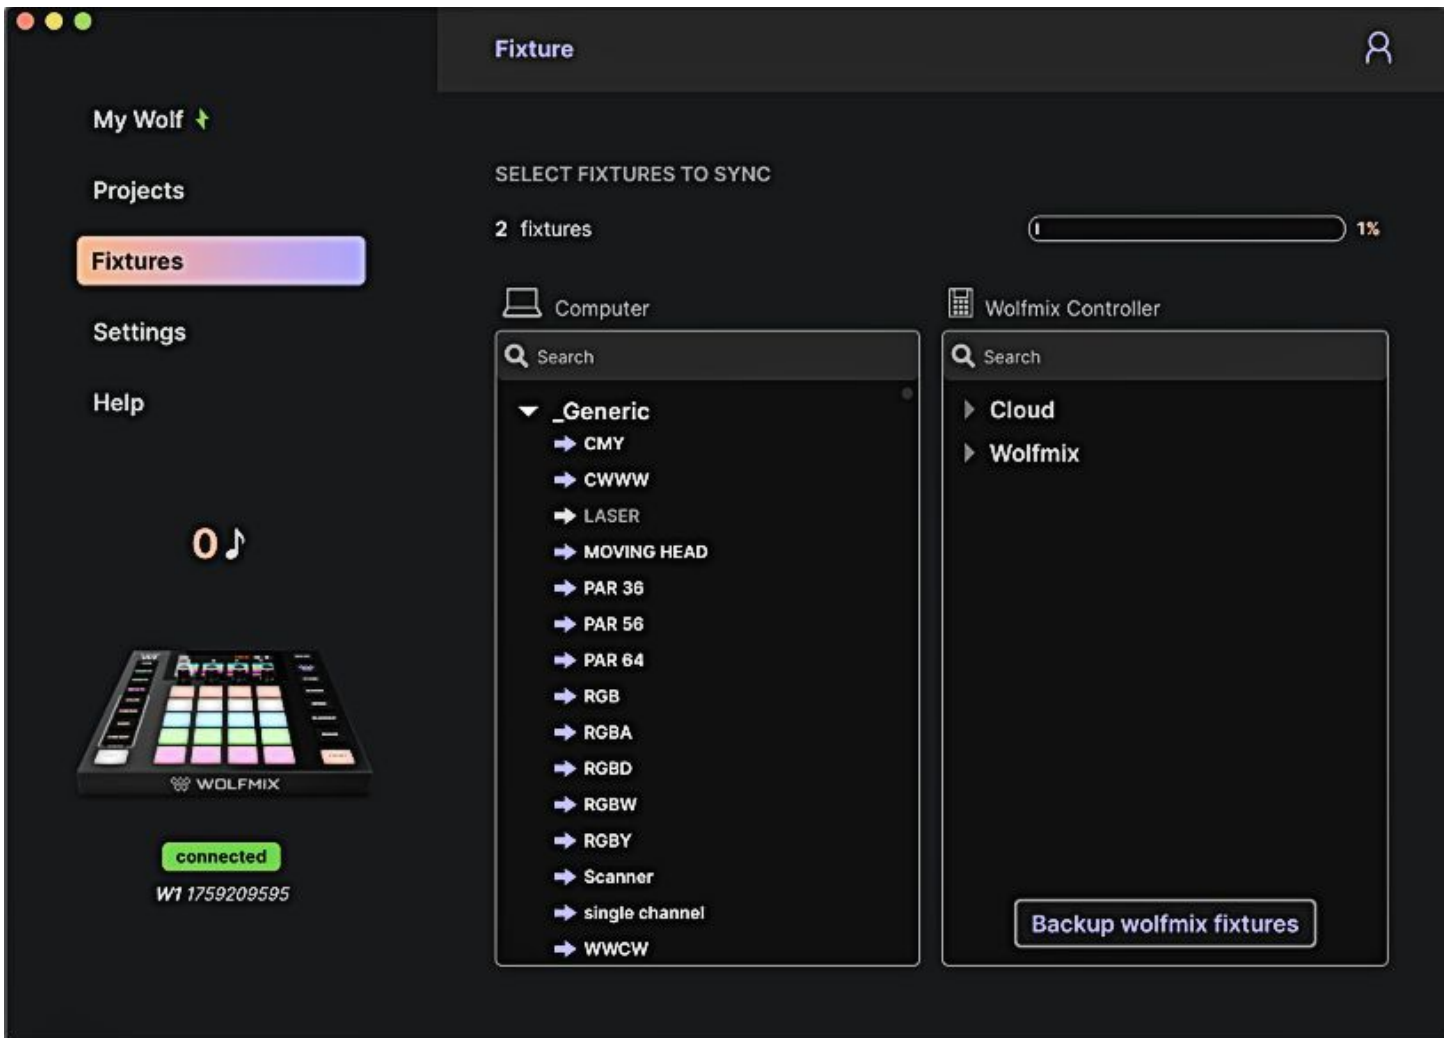 Fixture
My Wolf
Projects
Fixtures
Settings
Help
0
WOLFMIX
connected
W1 1759209595
SELECT FIXTURES TO SYNC
2 fixtures
1%
Computer
Search
_Generic
CMY
CWWW
LASER
MOVING HEAD
PAR 36
PAR 56
PAR 64
RGB
RGBA
RGBD
RGBW
RGBY
Scanner
single channel
WWCW
Wolfmix Controller
Search
Cloud
Wolfmix
Backup wolfmix fixtures